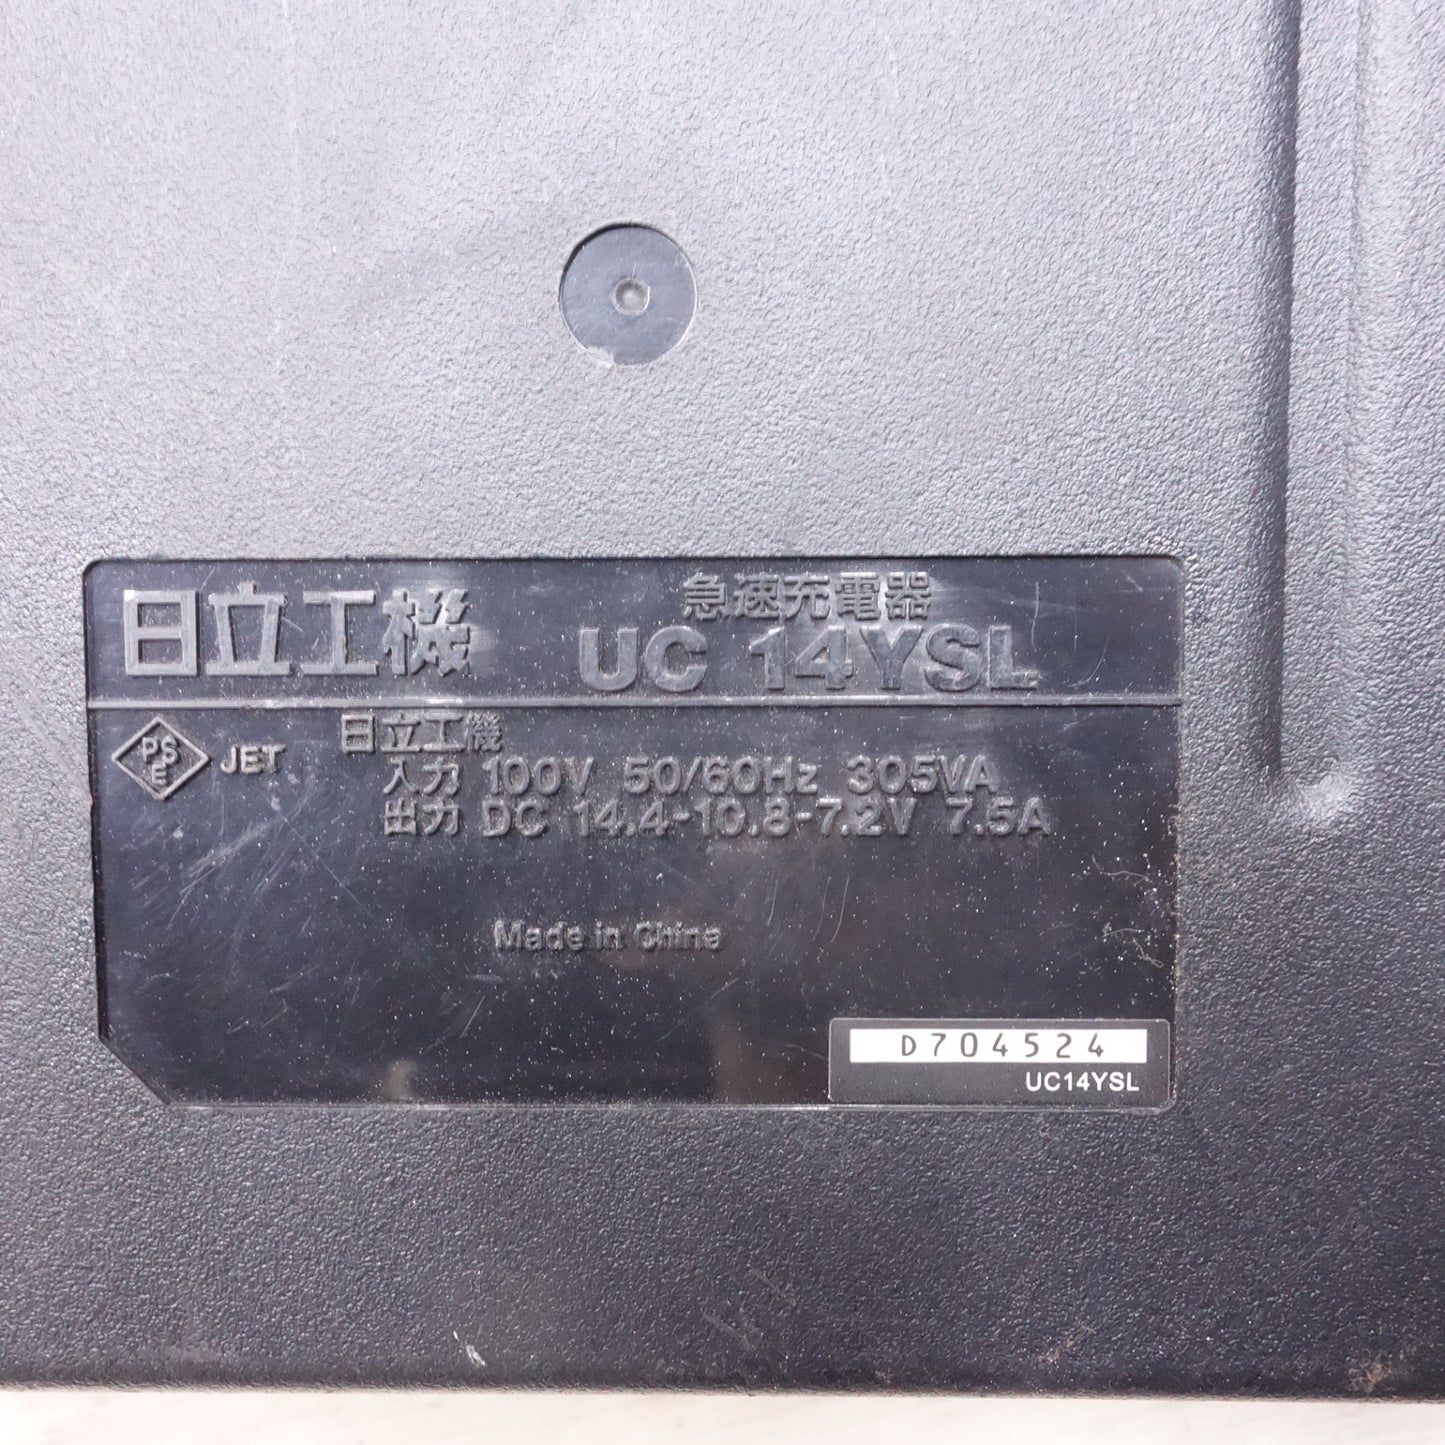 日立工機
急速充電器
UC 14YSL
PSE JET
日立工機
入力 100V 50/60Hz 305VA
出力 DC 14.4-10.8-7.2V 7.5A
Made in China
D704524
UC14YSL